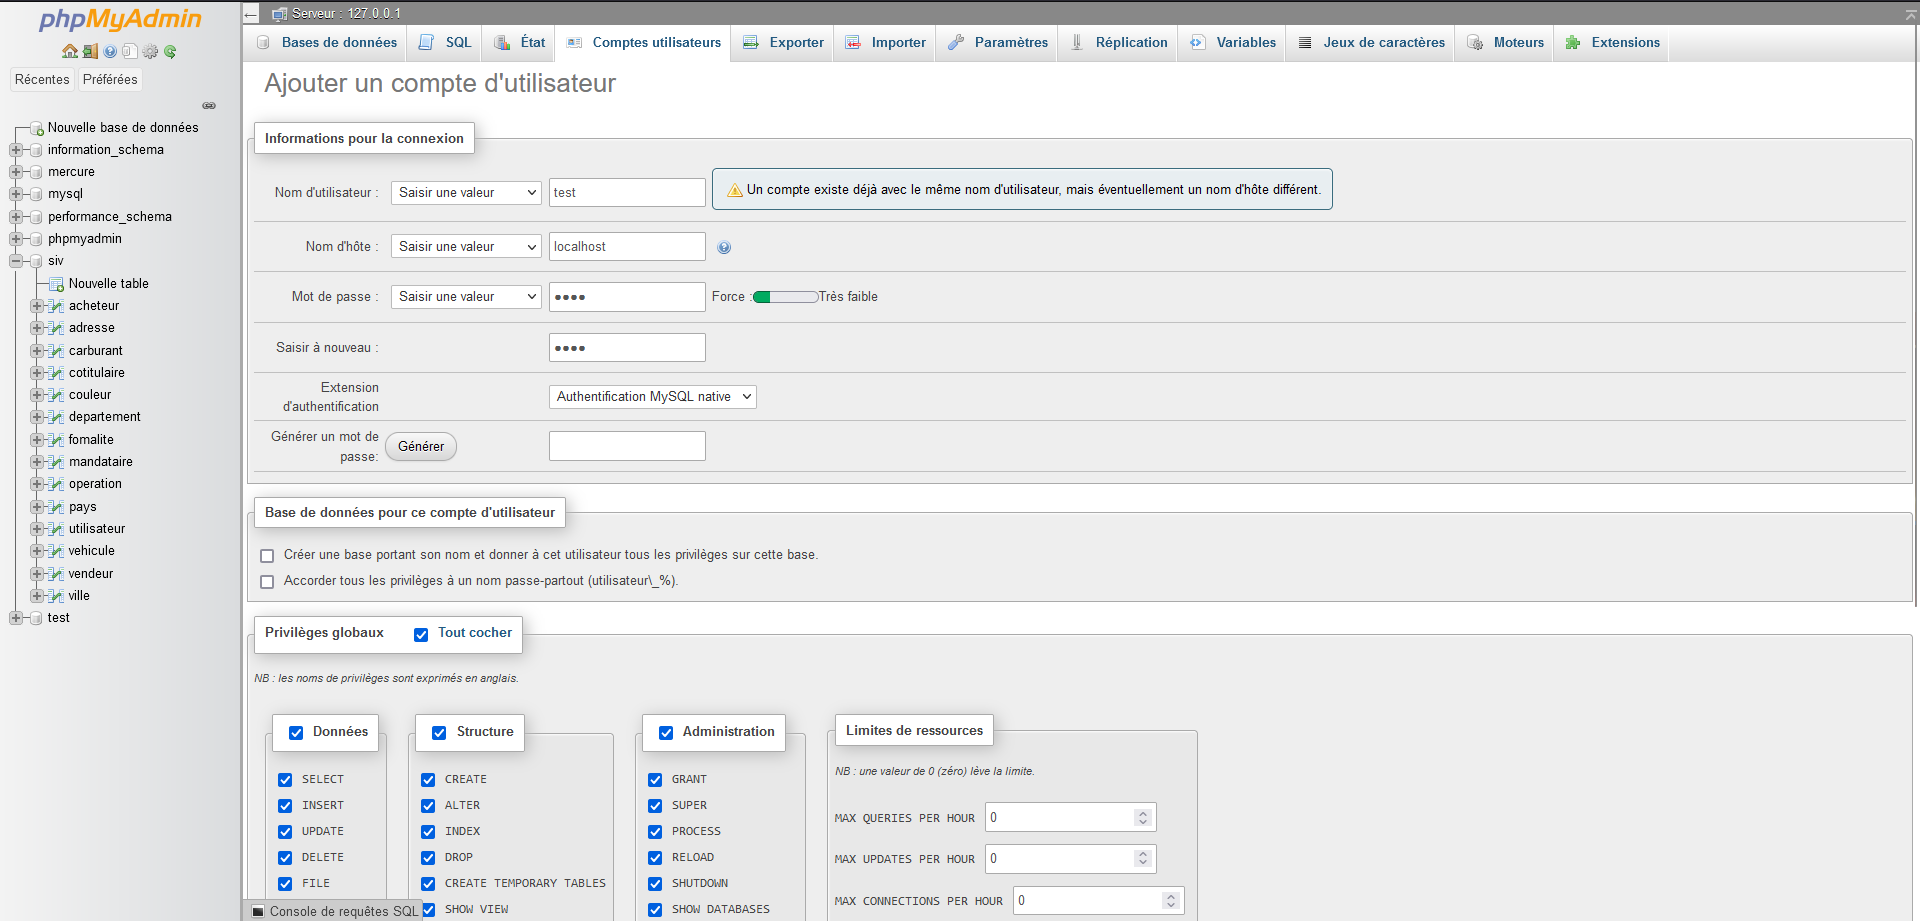 phpMyAdmin
Récentes
Préférées
Nouvelle base de données
information_schema
mercure
mysql
performance_schema
phpmyadmin
siv
Nouvelle table
acheteur
adresse
carburant
cotitulaire
couleur
departement
fomalite
mandataire
operation
pays
utilisateur
vehicule
vendeur
ville
test
Serveur : 127.0.0.1
Bases de données
SQL
État
Comptes utilisateurs
Exporter
Importer
Paramètres
Réplication
Variables
Jeux de caractères
Moteurs
Extensions
Ajouter un compte d'utilisateur
Informations pour la connexion
Nom d'utilisateur : Saisir une valeur test Un compte existe déjà avec le même nom d'utilisateur, mais éventuellement un nom d'hôte différent.
Nom d'hôte : Saisir une valeur localhost
Mot de passe : Saisir une valeur •••• Force : Très faible
Saisir à nouveau : ••••
Extension
d'authentification
Authentification MySQL native
Générer un mot de
passe:
Générer
Base de données pour ce compte d'utilisateur
Créer une base portant son nom et donner à cet utilisateur tous les privilèges sur cette base.
Accorder tous les privilèges à un nom passe-partout (utilisateur\_%).
Privilèges globaux Tout cocher
NB : les noms de privilèges sont exprimés en anglais.
Données
SELECT
INSERT
UPDATE
DELETE
FILE
Structure
CREATE
ALTER
INDEX
DROP
CREATE TEMPORARY TABLES
SHOW VIEW
Administration
GRANT
SUPER
PROCESS
RELOAD
SHUTDOWN
SHOW DATABASES
Limites de ressources
NB : une valeur de 0 (zéro) lève la limite.
MAX QUERIES PER HOUR 0
MAX UPDATES PER HOUR 0
MAX CONNECTIONS PER HOUR 0
Console de requêtes SQL